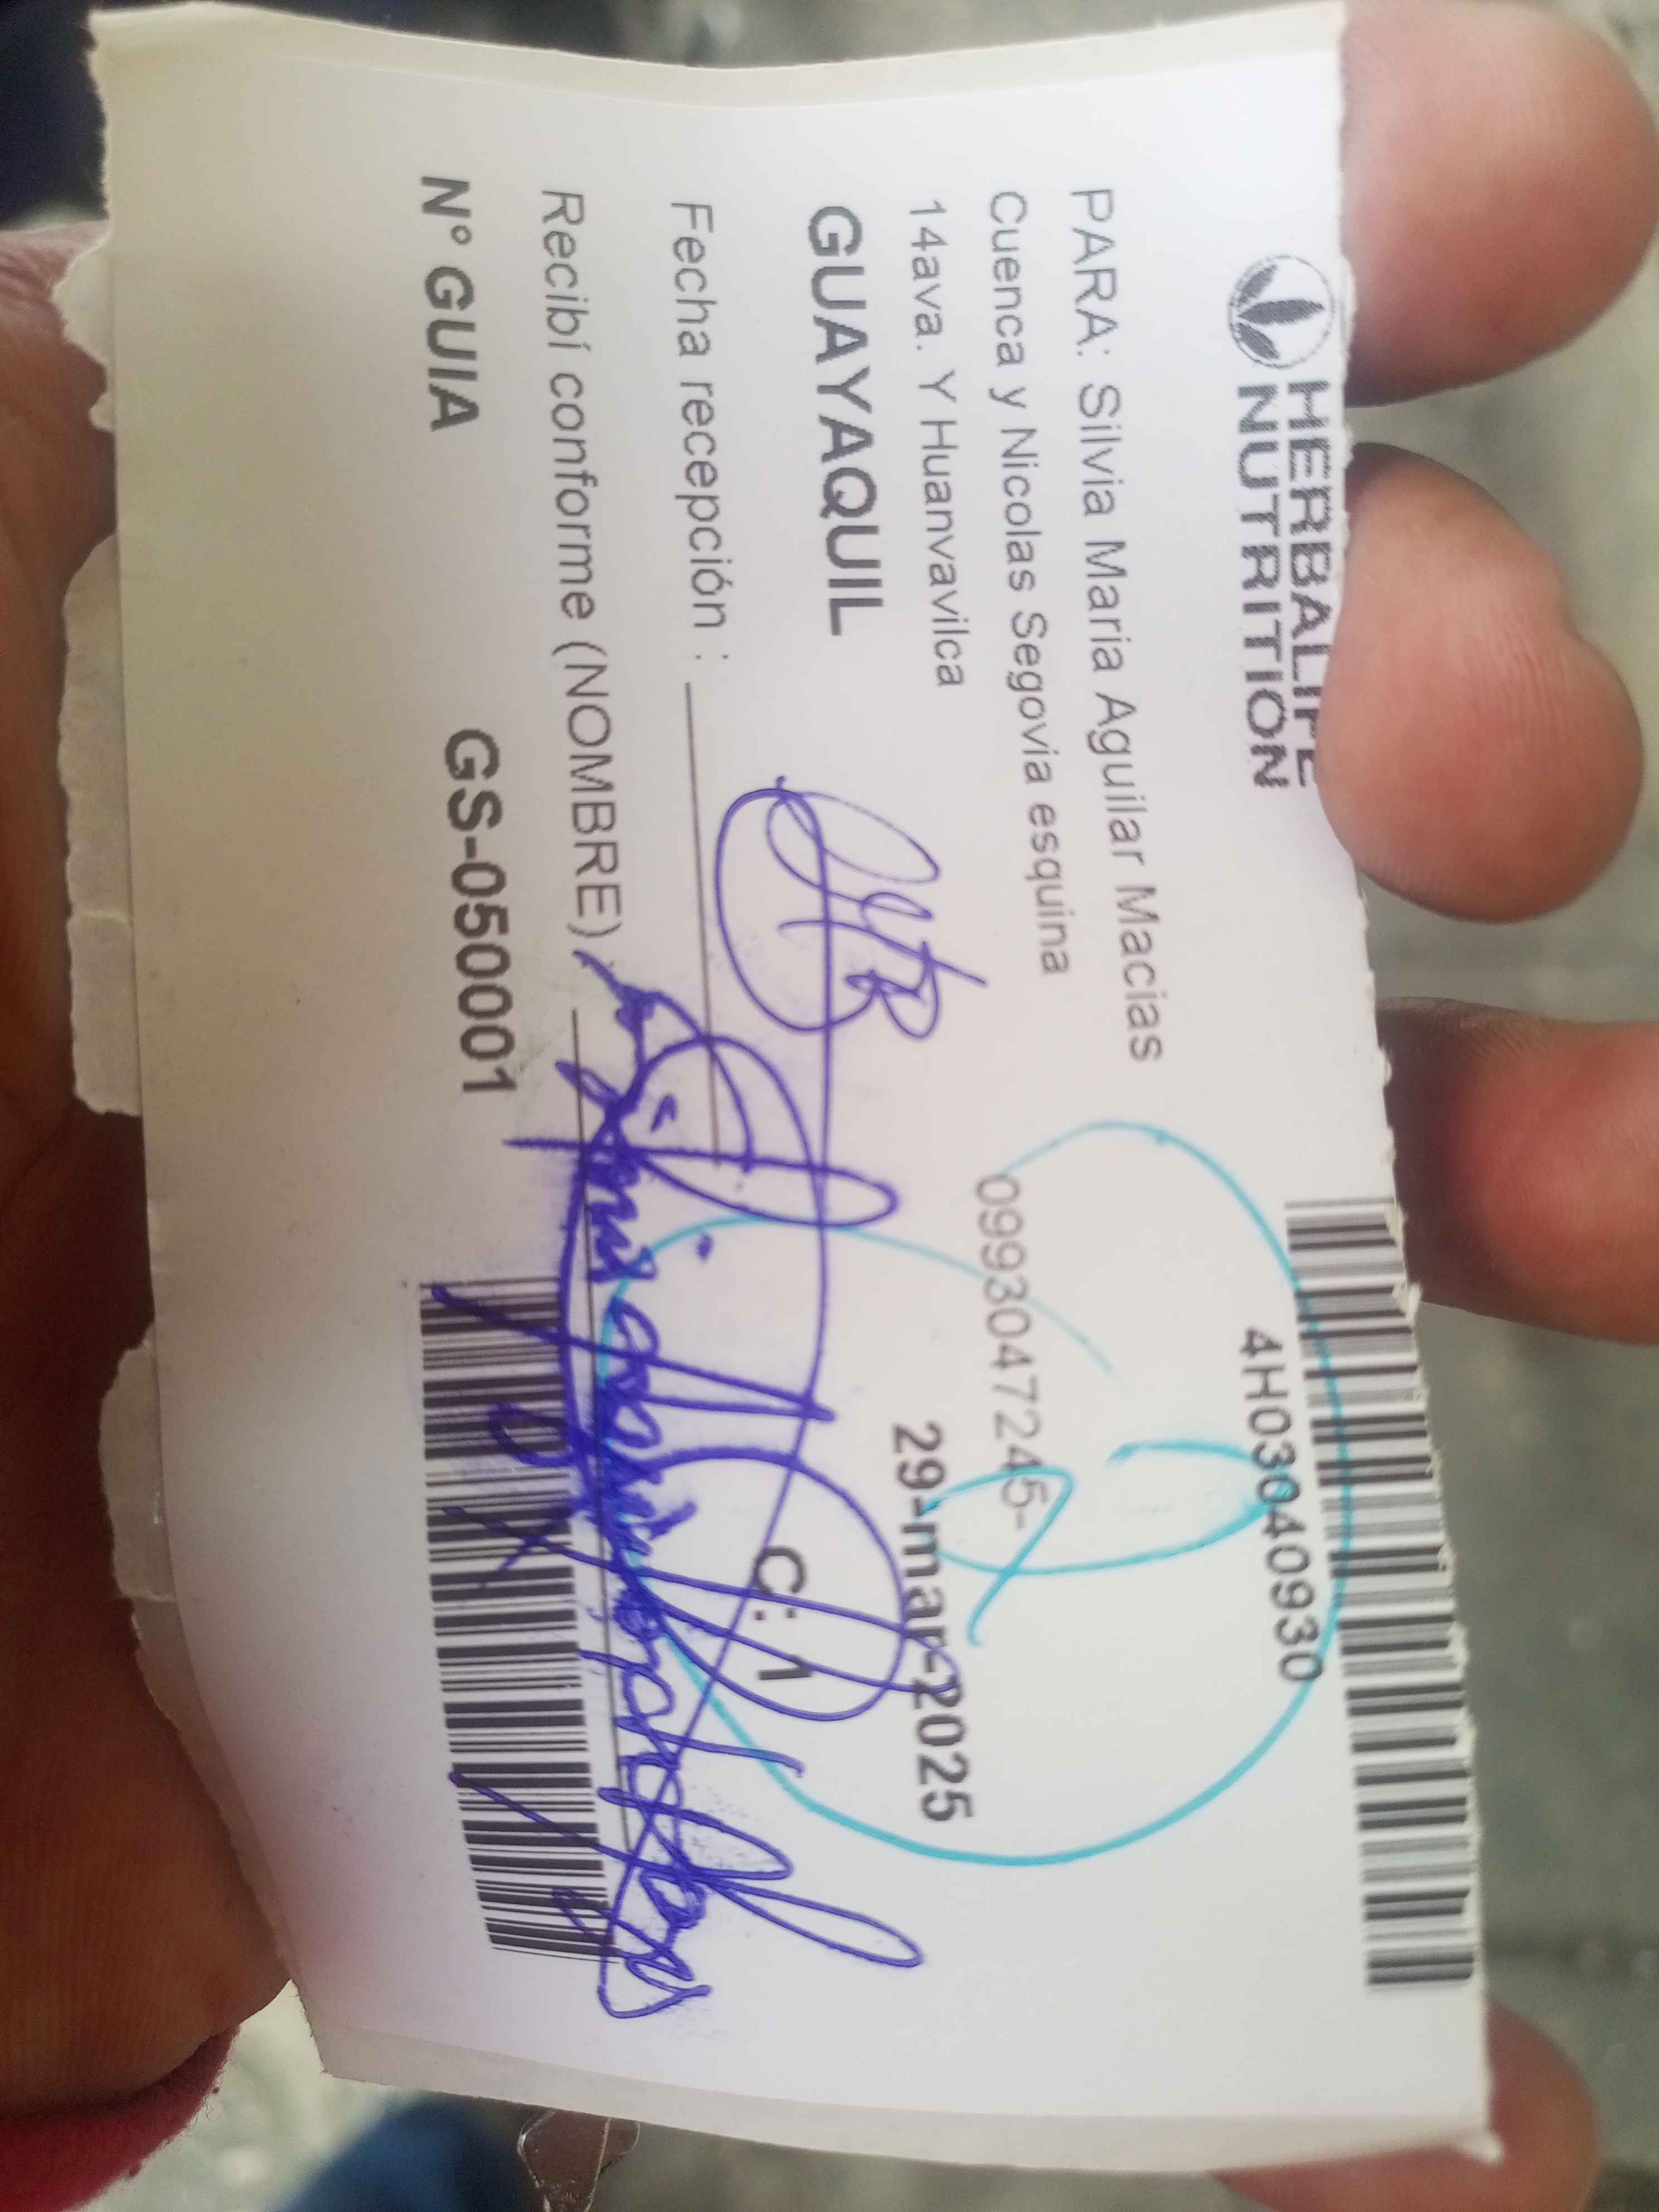 HERBALIFE
NUTRITION
4H03040930
PARA: Silvia Maria Aguilar Macias
Cuenca y Nicolas Segovia esquina
0993047245-
14ava. Y Huanvavilca
29-mar-2025
GUAYAQUIL
C: 1
Fecha recepción :
Recibí conforme (NOMBRE)
N° GUIA GS-050001